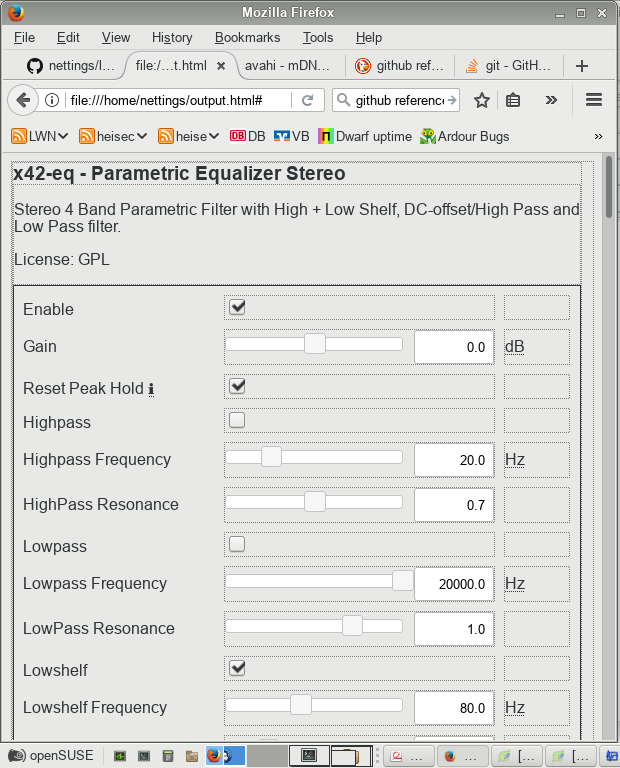 Mozilla Firefox
File Edit View History Bookmarks Tools Help
nettings/l... file:/...t.html avahi - mDN... github ref... git - GitH...
file:///home/nettings/output.html# github reference
LWN heisec heise DB DB VB Dwarf uptime Ardour Bugs
x42-eq - Parametric Equalizer Stereo
Stereo 4 Band Parametric Filter with High + Low Shelf, DC-offset/High Pass and
Low Pass filter.
License: GPL
Enable
Gain 0.0 dB
Reset Peak Hold
Highpass
Highpass Frequency 20.0 Hz
HighPass Resonance 0.7
Lowpass
Lowpass Frequency 20000.0 Hz
LowPass Resonance 1.0
Lowshelf
Lowshelf Frequency 80.0 Hz
openSUSE ... ... [... [...